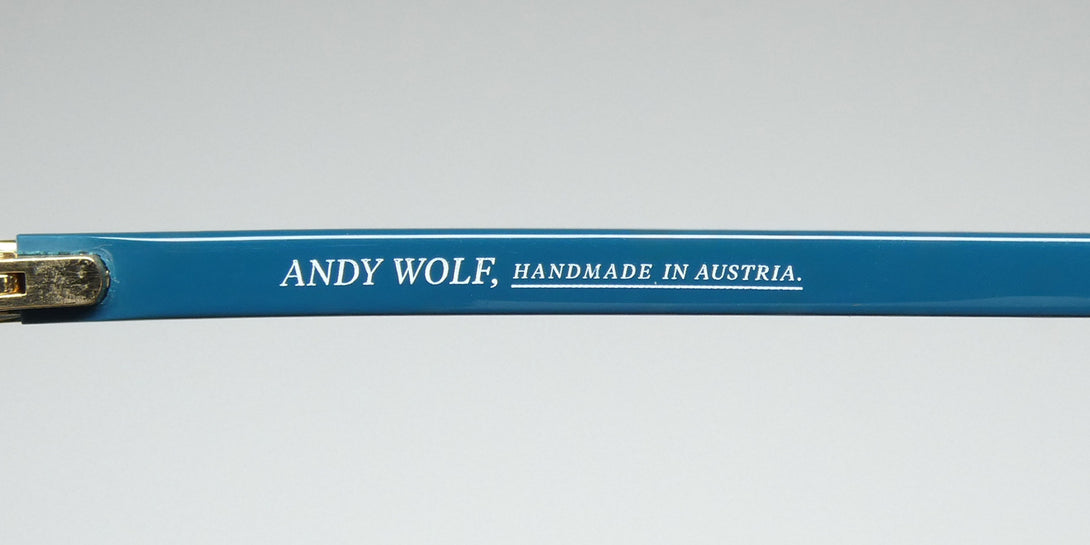 ANDY WOLF, HANDMADE IN AUSTRIA.